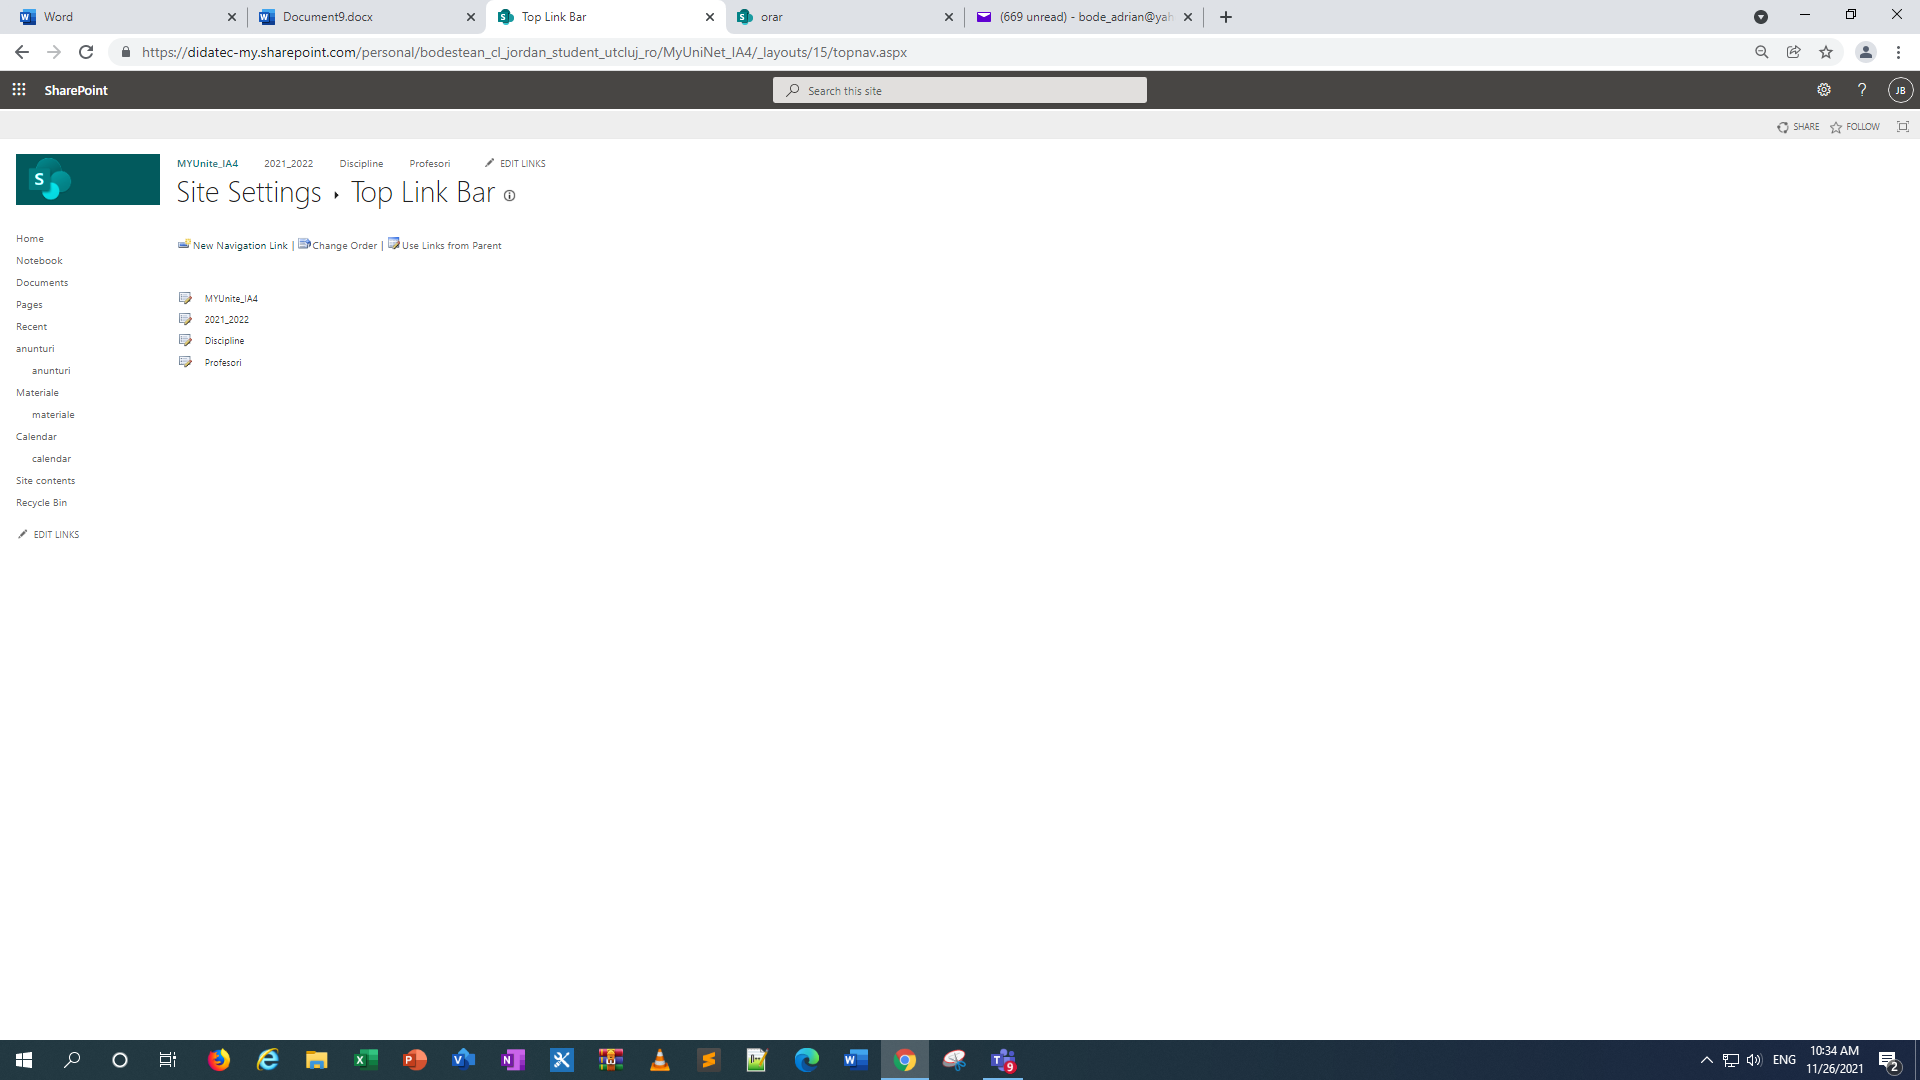 Word
Document9.docx
Top Link Bar
orar
(669 unread) - bode_adrian@yah
https://didatec-my.sharepoint.com/personal/bodestean_cl_jordan_student_utcluj_ro/MyUniNet_IA4/_layouts/15/topnav.aspx
SharePoint
Search this site
JB
SHARE
FOLLOW
MYUnite_IA4
2021_2022
Discipline
Profesori
EDIT LINKS
Site Settings
Top Link Bar
Home
Notebook
Documents
Pages
Recent
anunturi
anunturi
Materiale
materiale
Calendar
calendar
Site contents
Recycle Bin
EDIT LINKS
New Navigation Link | Change Order | Use Links from Parent
MYUnite_IA4
2021_2022
Discipline
Profesori
ENG
10:34 AM
11/26/2021
9
2